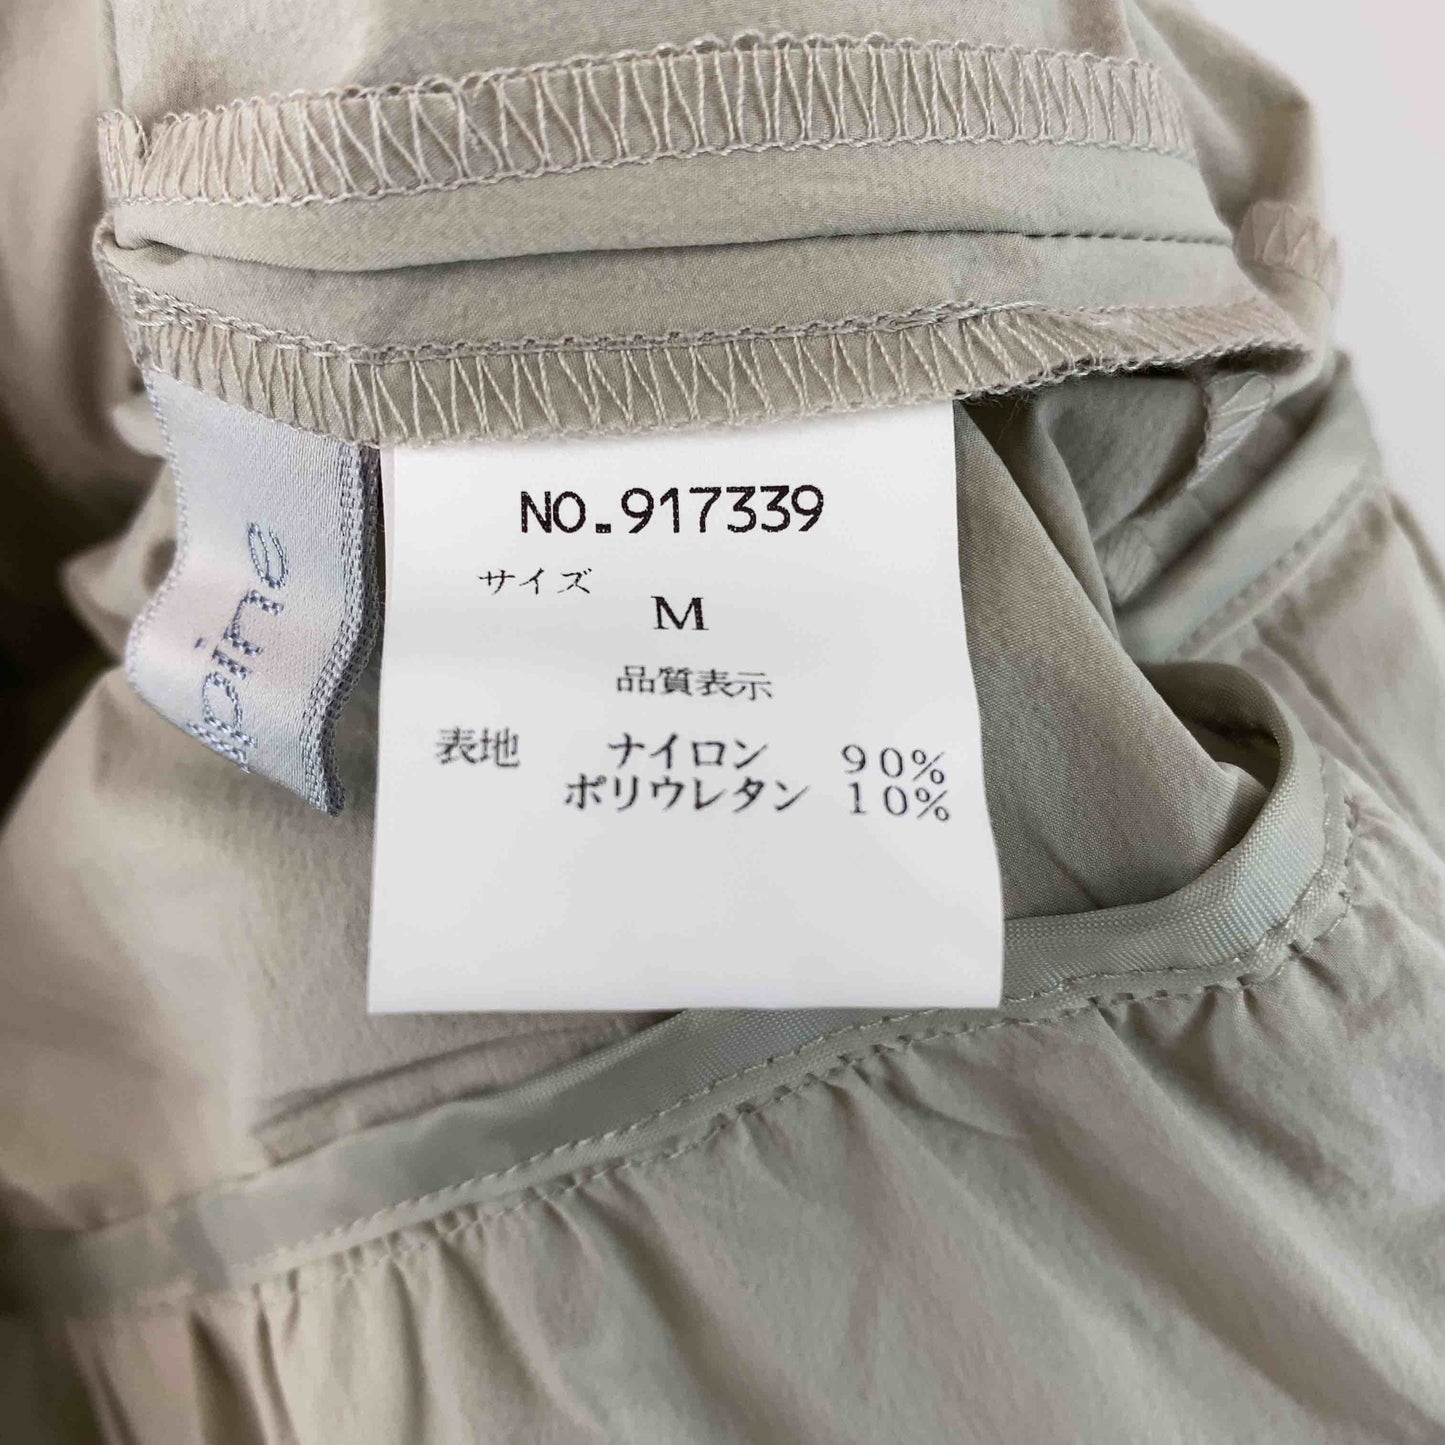 NO.917339
サイズ
M
品質表示
表地 ナイロン 90%
ポリウレタン 10%